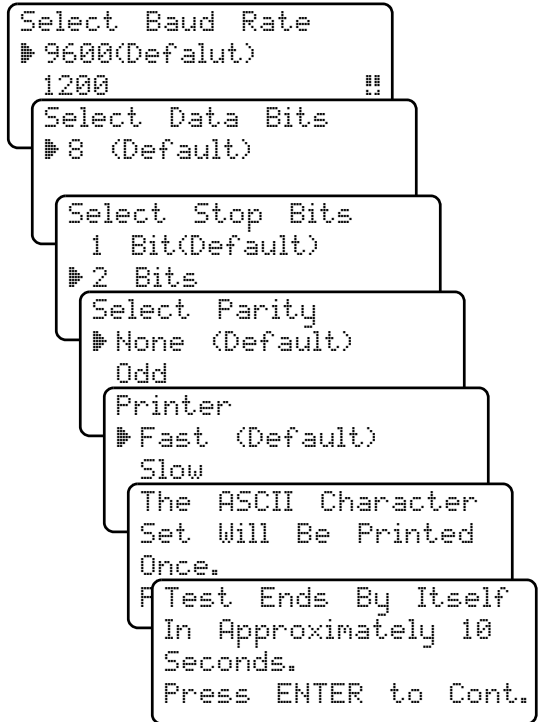 Select Baud Rate
9600(Defalut)
1200 !!
Select Data Bits
8 (Default)
Select Stop Bits
1 Bit(Default)
2 Bits
Select Parity
None (Default)
Odd
Printer
Fast (Default)
Slow
The ASCII Character
Set Will Be Printed
Once.
Test Ends By Itself
In Approximately 10
Seconds.
Press ENTER to Cont.